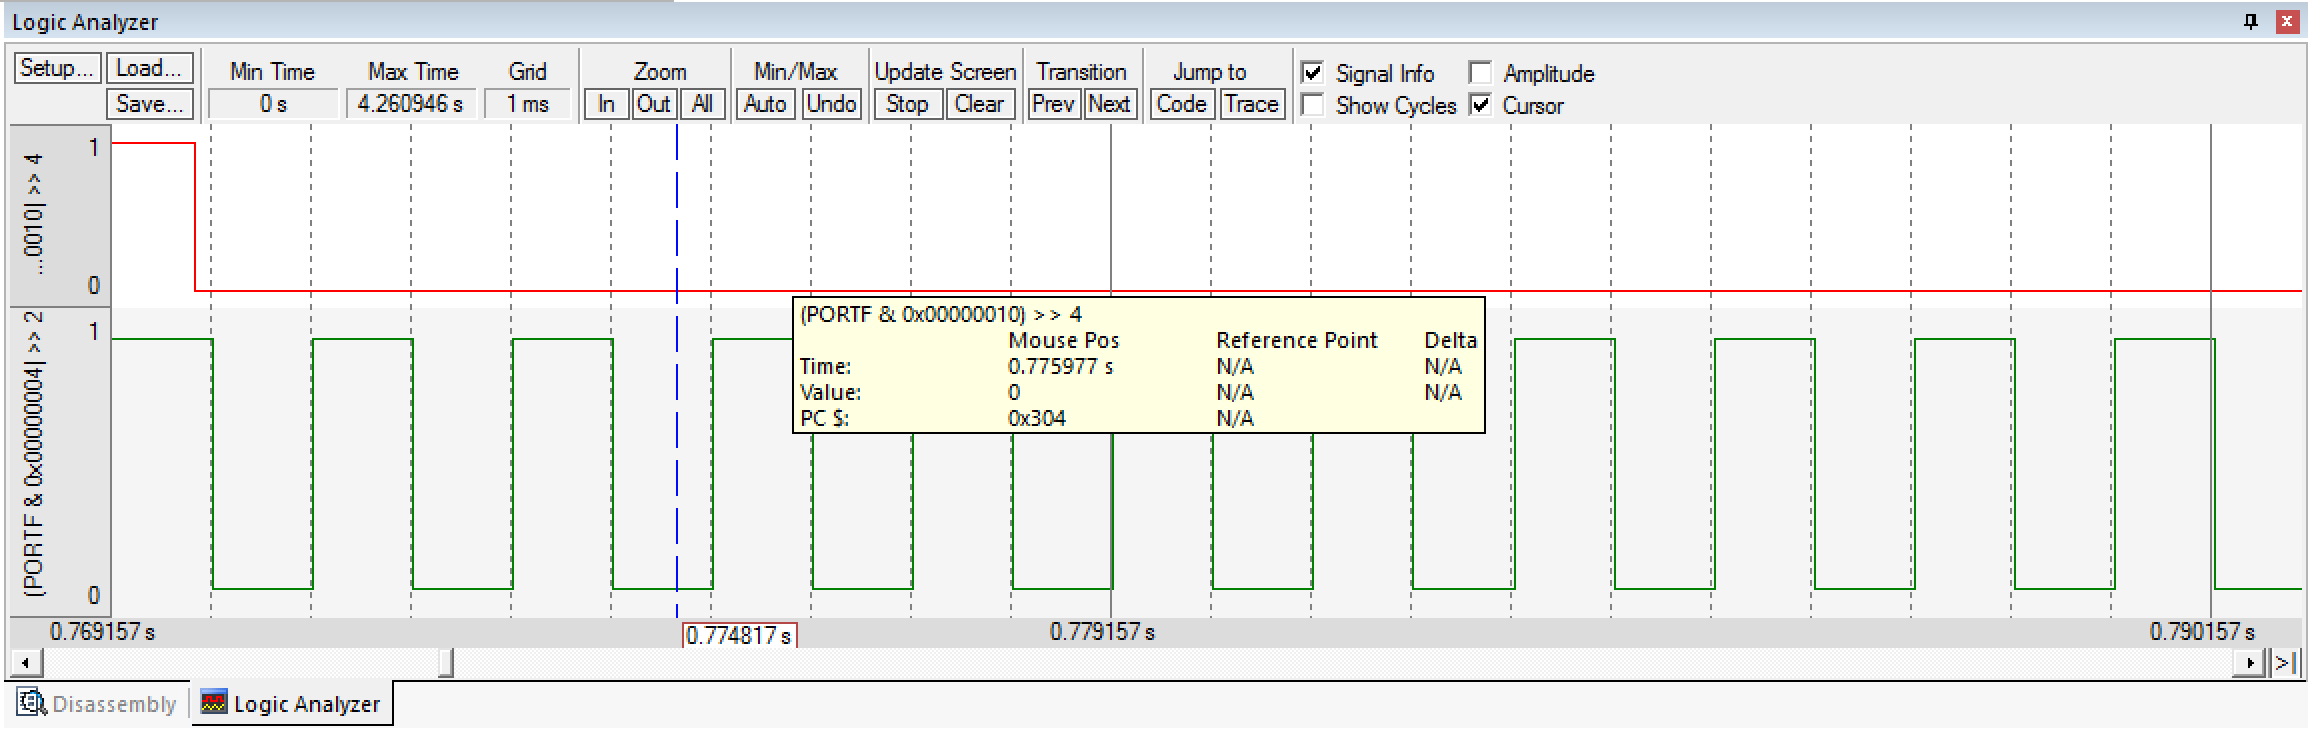 Logic Analyzer
Setup... Load... Min Time Max Time Grid Zoom Min/Max Update Screen Transition Jump to Signal Info Amplitude
Save... 0 s 4.260946 s 1 ms In Out All Auto Undo Stop Clear Prev Next Code Trace Show Cycles Cursor
1
...0010| >> 4
0
1
(PORTF & 0x00000004| >> 2
0
(PORTF & 0x00000010) >> 4
Mouse Pos Reference Point Delta
Time: 0.775977 s N/A N/A
Value: 0 N/A N/A
PC $: 0x304 N/A
0.769157 s 0.774817 s 0.779157 s 0.790157 s
>|
Disassembly Logic Analyzer